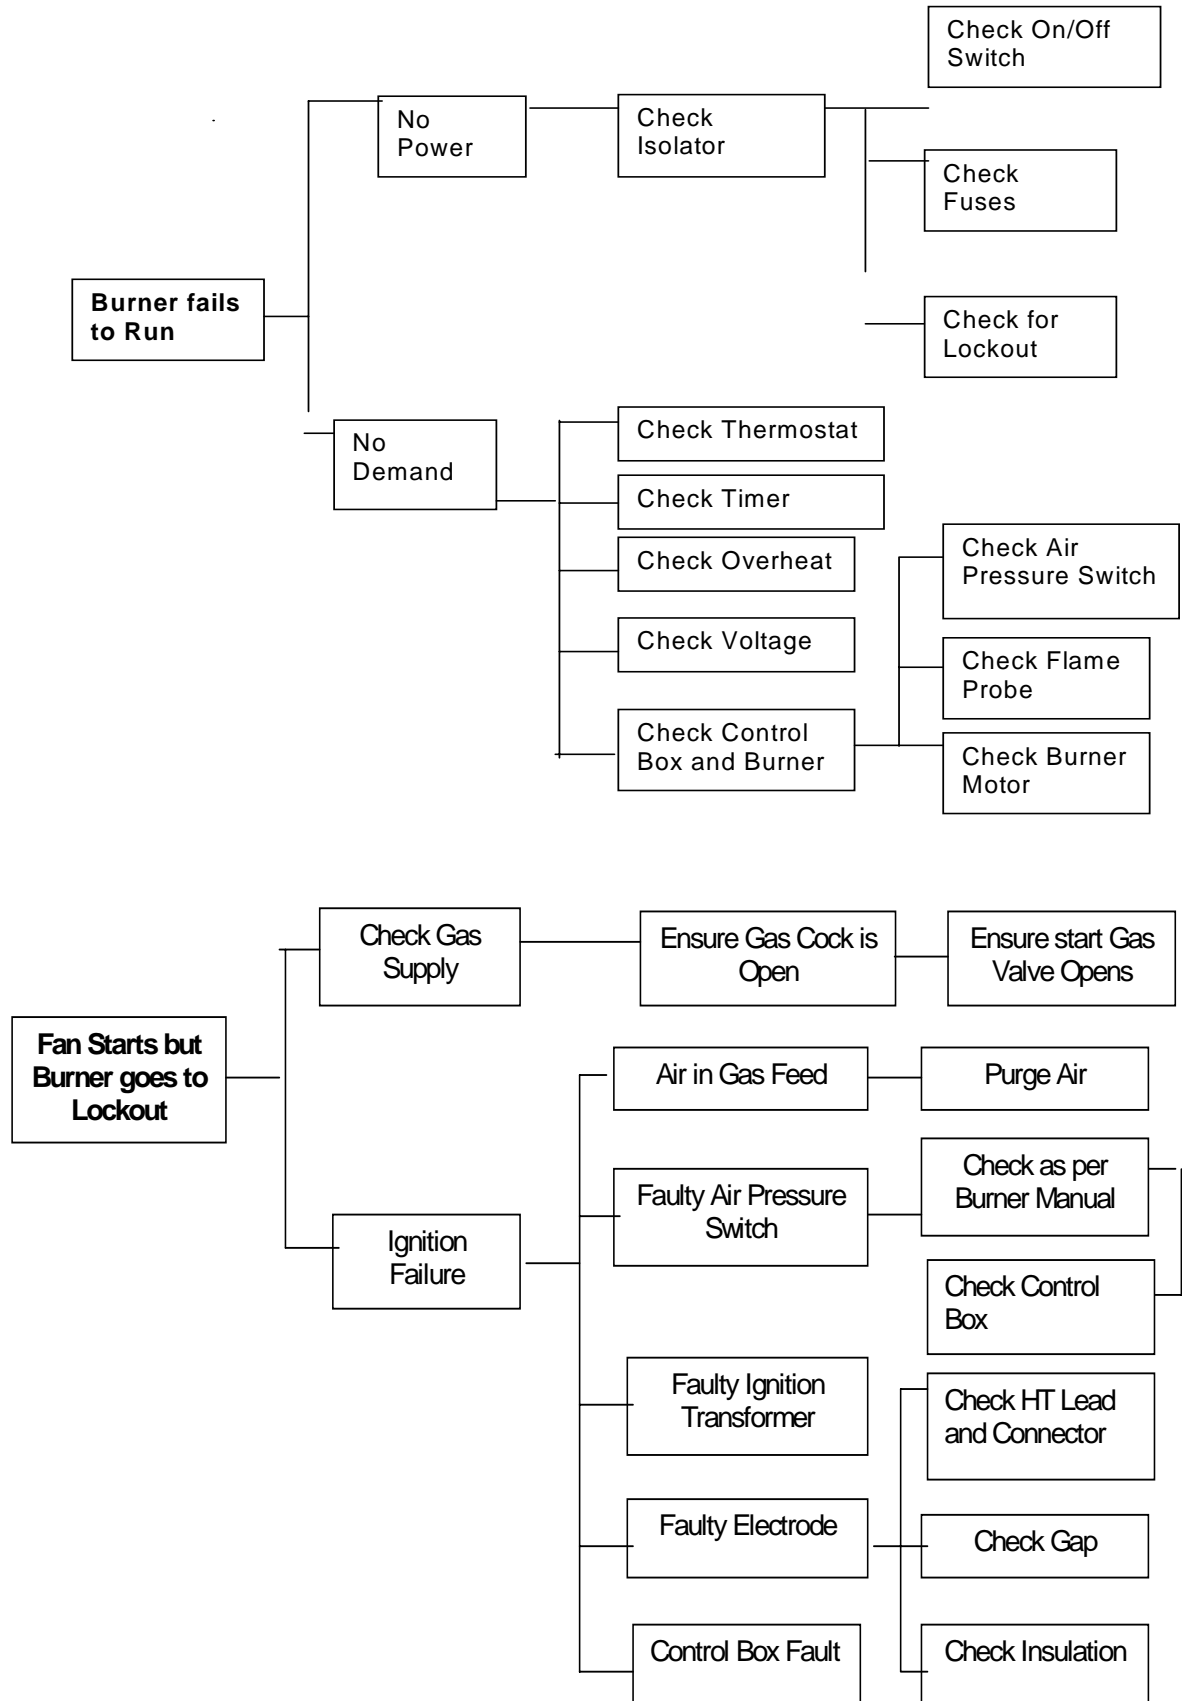 Check On/Off
Switch
No
Power
Check
Isolator
Check
Fuses
Burner fails
to Run
Check for
Lockout
No
Demand
Check Thermostat
Check Timer
Check Overheat
Check Voltage
Check Control
Box and Burner
Check Air
Pressure Switch
Check Flame
Probe
Check Burner
Motor
Check Gas
Supply
Ensure Gas Cock is
Open
Ensure start Gas
Valve Opens
Fan Starts but
Burner goes to
Lockout
Air in Gas Feed
Purge Air
Ignition
Failure
Faulty Air Pressure
Switch
Check as per
Burner Manual
Check Control
Box
Faulty Ignition
Transformer
Check HT Lead
and Connector
Faulty Electrode
Check Gap
Control Box Fault
Check Insulation